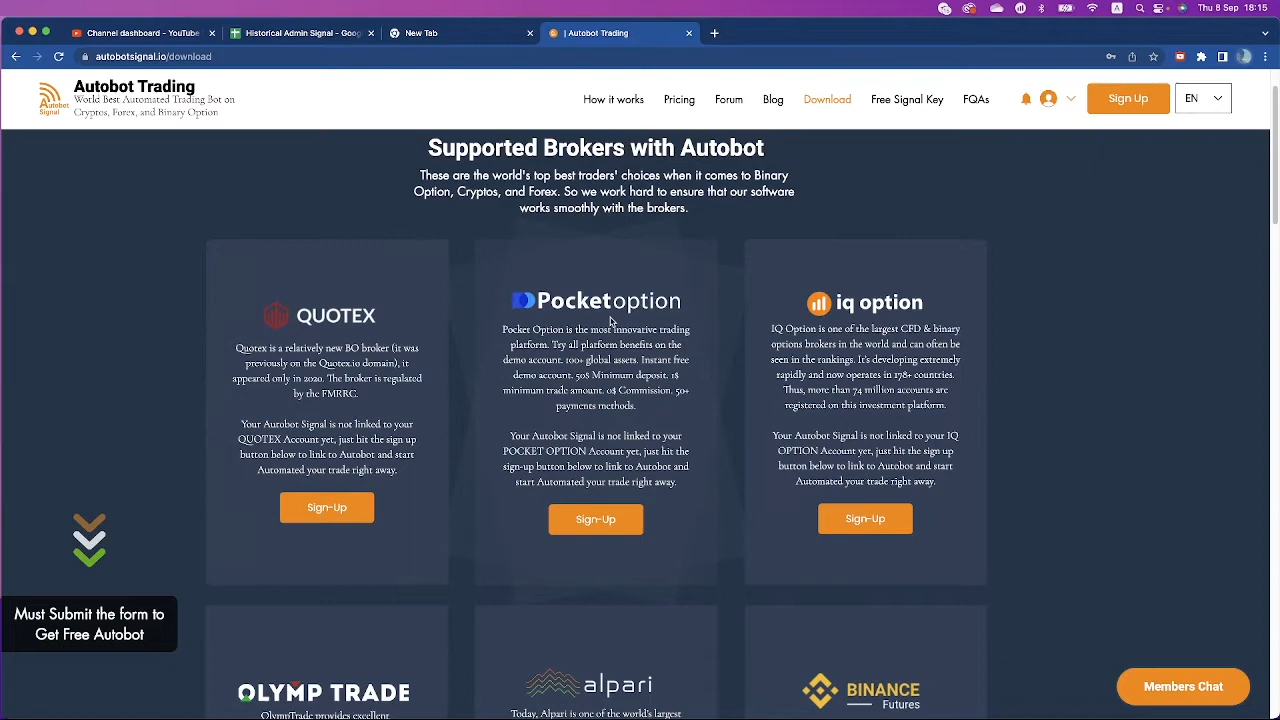 Thu 8 Sep 18:15
Channel dashboard - YouTube
Historical Admin Signal - Goog
New Tab
| Autobot Trading
autobotsignal.io/download
Autobot Trading
World Best Automated Trading Bot on
Cryptos, Forex, and Binary Option
Autobot
Signal
How it works
Pricing
Forum
Blog
Download
Free Signal Key
FQAs
Sign Up
EN
Supported Brokers with Autobot
These are the world's top best traders' choices when it comes to Binary
Option, Cryptos, and Forex. So we work hard to ensure that our software
works smoothly with the brokers.
QUOTEX
Quotex is a relatively new BO broker (it was
previously on the Quotex.io domain), it
appeared only in 2020. The broker is regulated
by the FMRRC.
Your Autobot Signal is not linked to your
QUOTEX Account yet, just hit the sign up
button below to link to Autobot and start
Automated your trade right away.
Sign-Up
Pocketoption
Pocket Option is the most innovative trading
platform. Try all platform benefits on the
demo account. 100+ global assets. Instant free
demo account. 50$ Minimum deposit. 1$
minimum trade amount. 0$ Commission. 50+
payments methods.
Your Autobot Signal is not linked to your
POCKET OPTION Account yet, just hit the
sign-up button below to link to Autobot and
start Automated your trade right away.
Sign-Up
iq option
IQ Option is one of the largest CFD & binary
options brokers in the world and can often be
seen in the rankings. It's developing extremely
rapidly and now operates in 178+ countries.
Thus, more than 74 million accounts are
registered on this investment platform.
Your Autobot Signal is not linked to your IQ
OPTION Account yet, just hit the sign up
button below to link to Autobot and start
Automated your trade right away.
Sign-Up
Must Submit the form to
Get Free Autobot
OLYMP TRADE
OlympTrade provides excellent
alpari
Today, Alpari is one of the world's largest
BINANCE
Futures
Members Chat